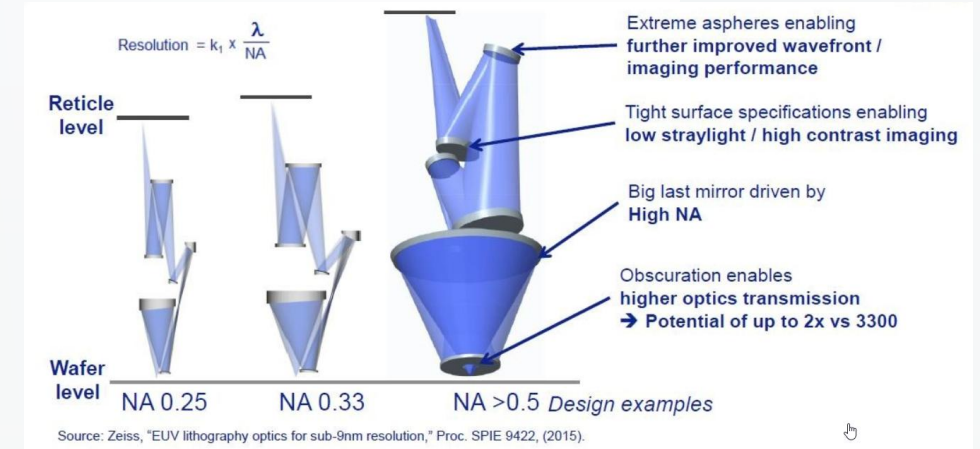 Resolution = k₁ x λ/NA
Reticle
level
Extreme aspheres enabling
further improved wavefront /
imaging performance
Tight surface specifications enabling
low straylight / high contrast imaging
Big last mirror driven by
High NA
Obscuration enables
higher optics transmission
➔ Potential of up to 2x vs 3300
Wafer
level
NA 0.25 NA 0.33 NA >0.5 Design examples
Source: Zeiss, "EUV lithography optics for sub-9nm resolution," Proc. SPIE 9422, (2015).